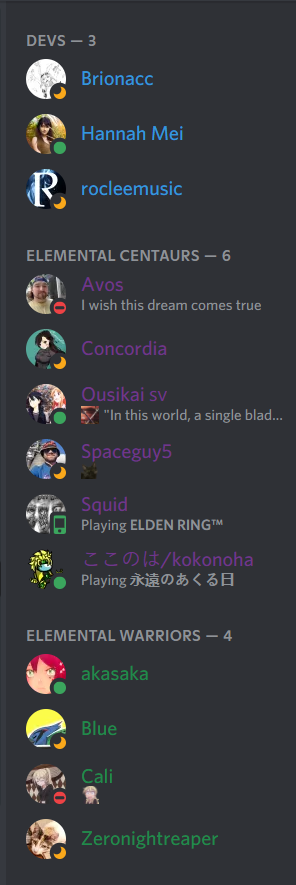 DEVS — 3
Brionacc
Hannah Mei
rocleemusic
ELEMENTAL CENTAURS — 6
Avos
I wish this dream comes true
Concordia
Ousikai SV
"In this world, a single blad...
Spaceguy5
Squid
Playing ELDEN RING™
ここのは/kokonoha
Playing 永遠のあくる日
ELEMENTAL WARRIORS — 4
akasaka
Blue
Cali
Zeronightreaper